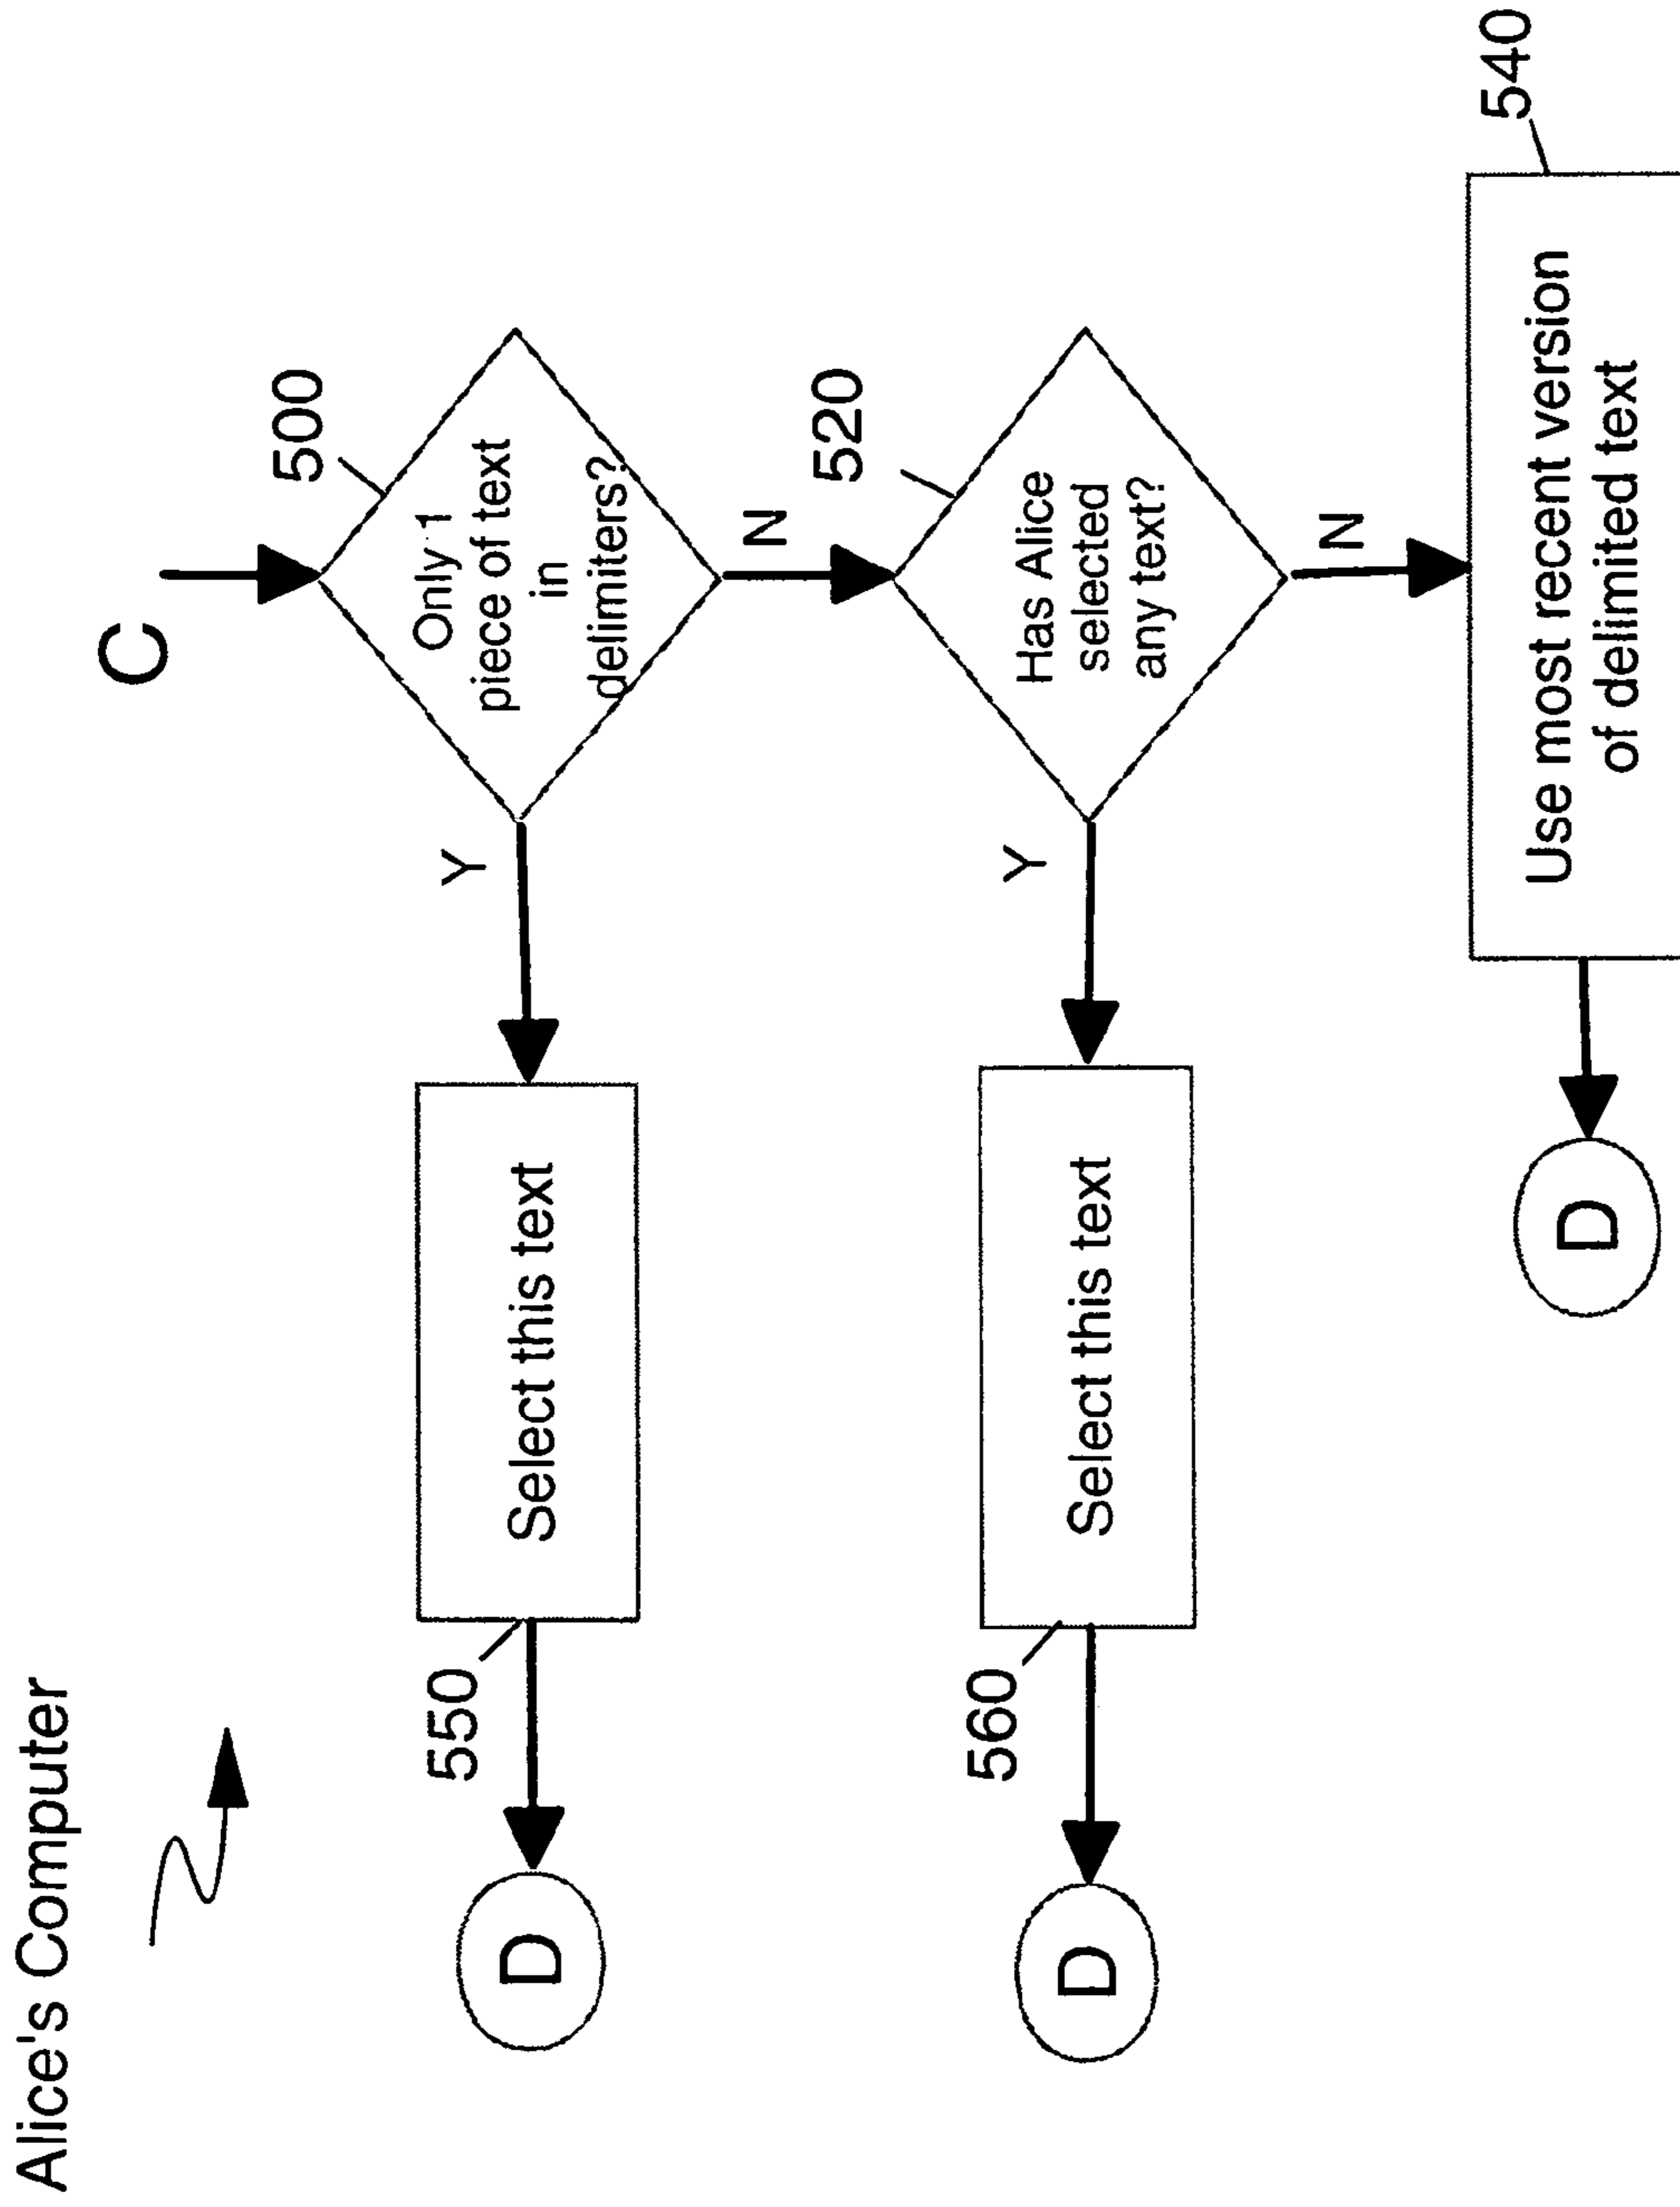 Alice's Computer
C
500
Only 1
piece of text
in
delimiters?
Y
N
Select this text
550
D
520
Has Alice
selected
any text?
Y
N
Select this text
560
D
540
Use most recent version
of delimited text
D